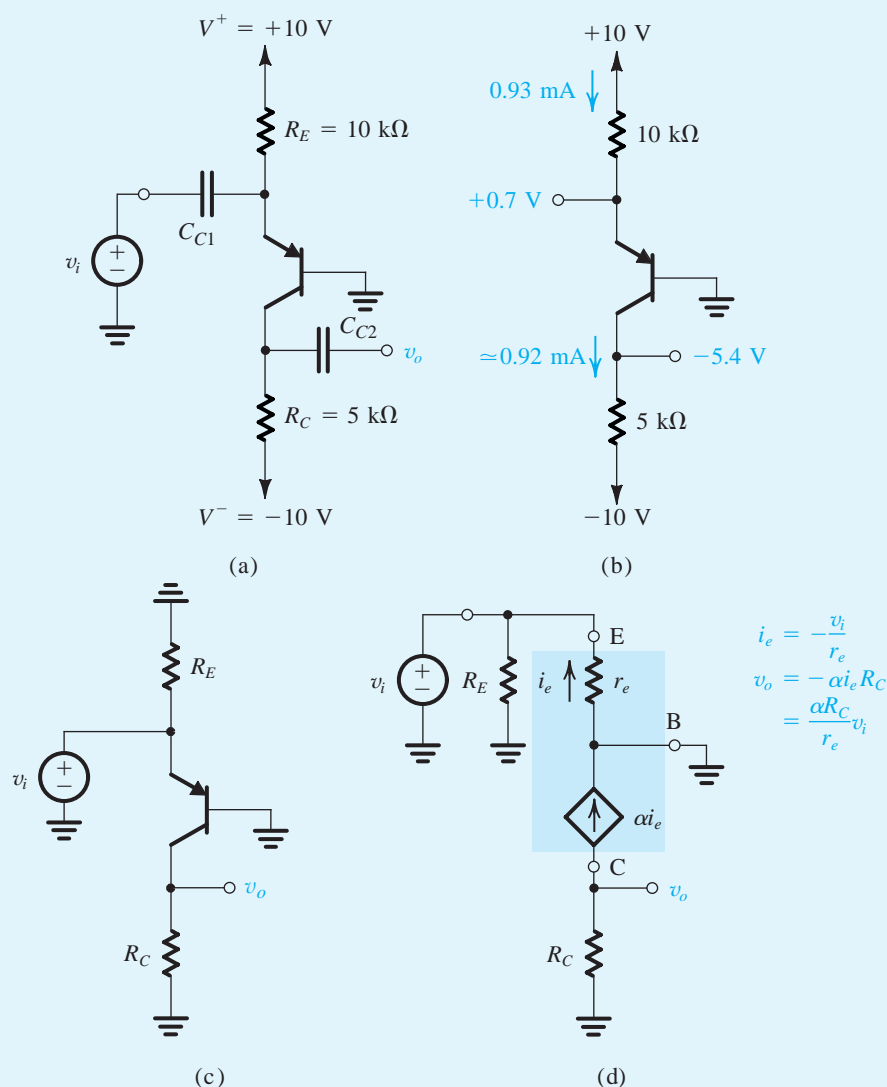 V⁺ = +10 V
R_E = 10 kΩ
C_C1
v_i
+
−
C_C2
v_o
R_C = 5 kΩ
V⁻ = −10 V
(a)
+10 V
0.93 mA
10 kΩ
+0.7 V
≃0.92 mA
−5.4 V
5 kΩ
−10 V
(b)
R_E
v_i
+
−
v_o
R_C
(c)
E
v_i
+
−
R_E
i_e
r_e
B
αi_e
C
v_o
R_C
(d)
i_e = −v_i/r_e
v_o = −αi_e R_C
= αR_C/r_e v_i